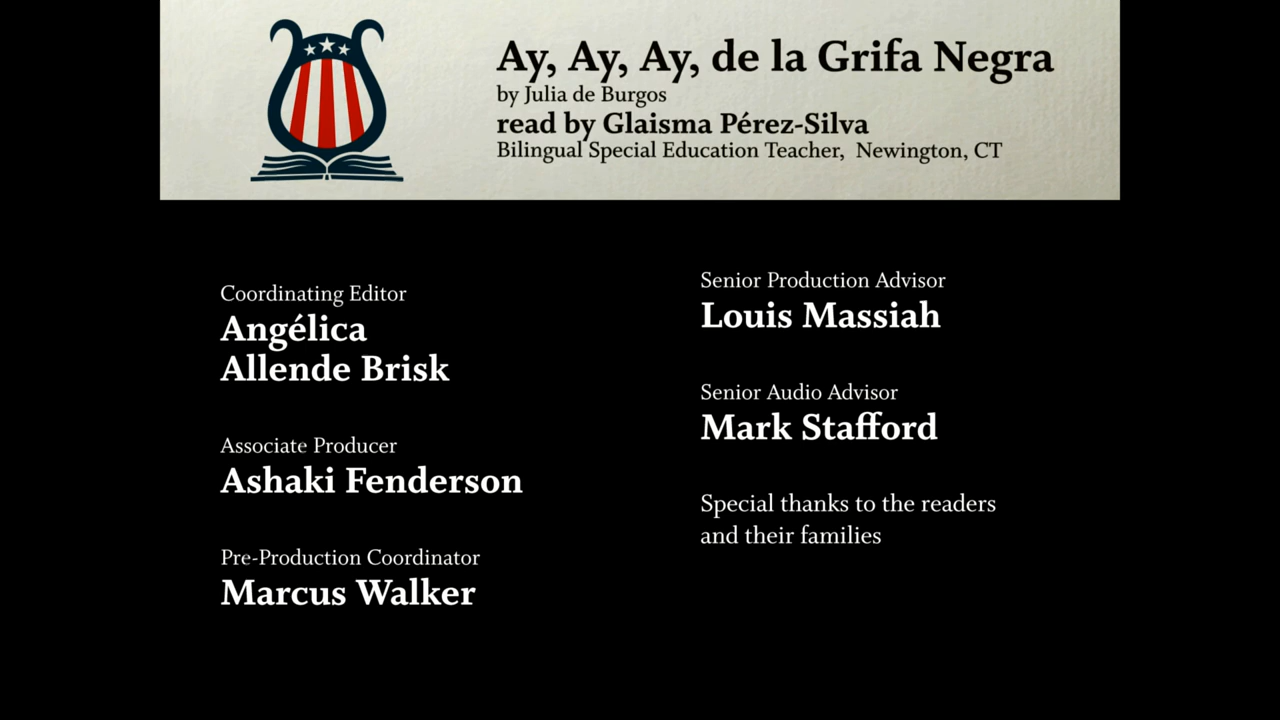 Ay, Ay, Ay, de la Grifa Negra
by Julia de Burgos
read by Glaisma Pérez-Silva
Bilingual Special Education Teacher, Newington, CT
Coordinating Editor
Angélica
Allende Brisk
Associate Producer
Ashaki Fenderson
Pre-Production Coordinator
Marcus Walker
Senior Production Advisor
Louis Massiah
Senior Audio Advisor
Mark Stafford
Special thanks to the readers
and their families